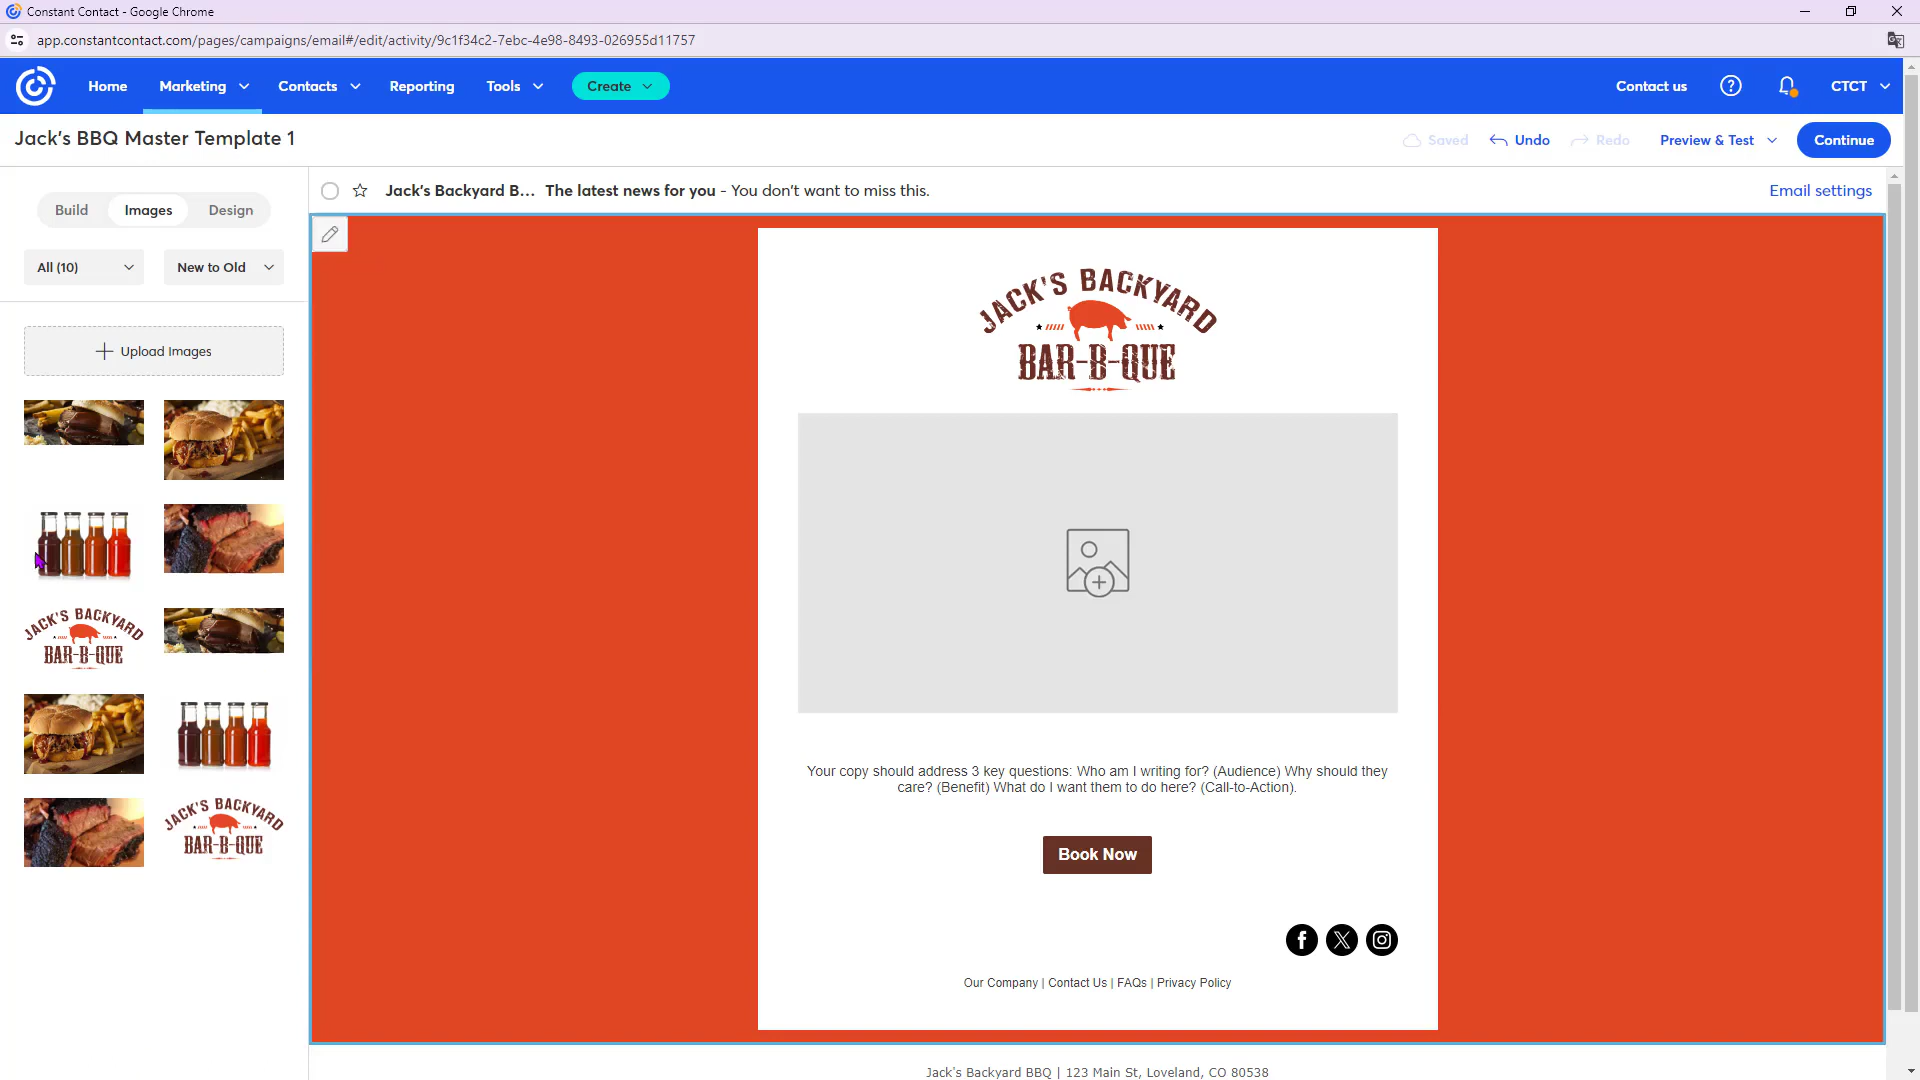 Constant Contact - Google Chrome
app.constantcontact.com/pages/campaigns/email#/edit/activity/9c1f34c2-7ebc-4e98-8493-026955d11757
Home Marketing Contacts Reporting Tools Create Contact us CTCT
Jack's BBQ Master Template 1
Saved Undo Redo Preview & Test Continue
Build Images Design
Jack's Backyard B... The latest news for you - You don't want to miss this.
Email settings
All (10) New to Old
Upload Images
JACK'S BACKYARD
BAR-B-QUE
JACK'S BACKYARD
BAR-B-QUE
JACK'S BACKYARD
BAR-B-QUE
Your copy should address 3 key questions: Who am I writing for? (Audience) Why should they
care? (Benefit) What do I want them to do here? (Call-to-Action).
Book Now
Our Company | Contact Us | FAQs | Privacy Policy
Jack's Backyard BBQ | 123 Main St, Loveland, CO 80538